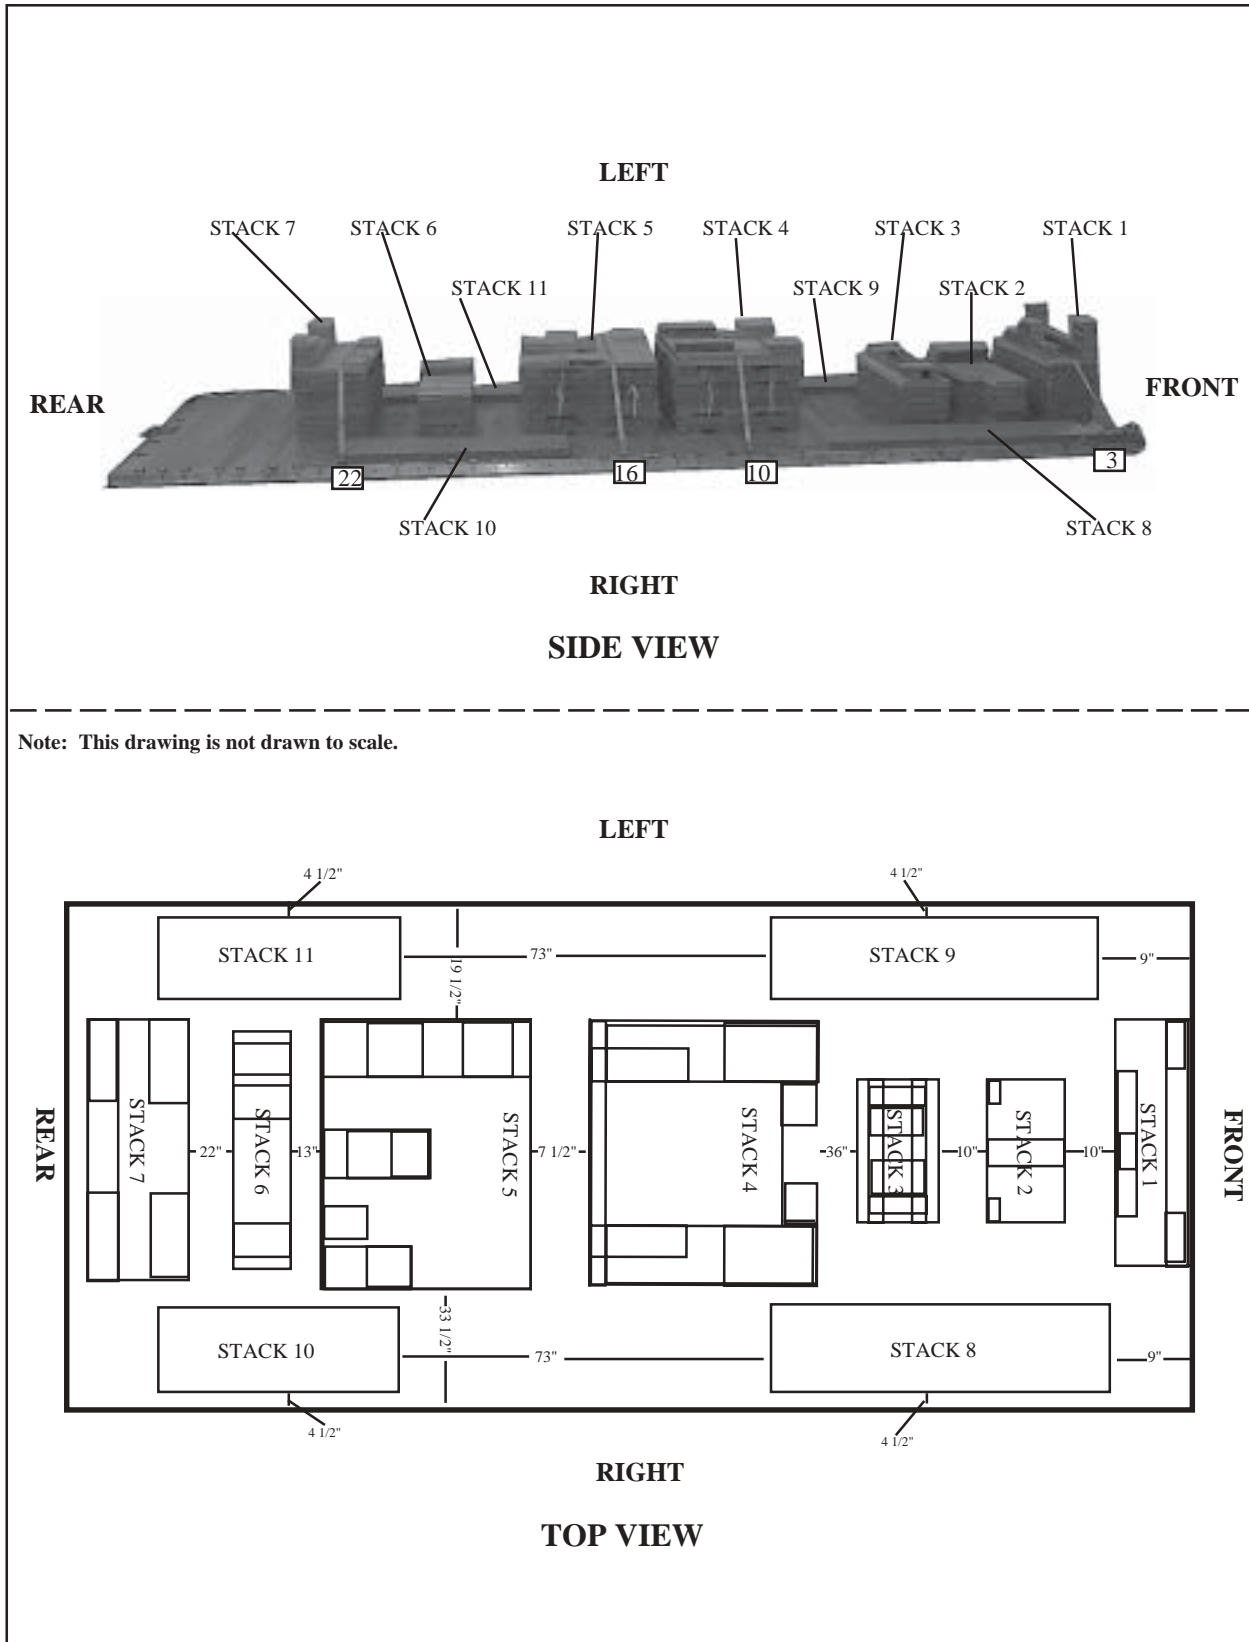 LEFT
STACK 7 STACK 6 STACK 5 STACK 4 STACK 3 STACK 1
STACK 11 STACK 9 STACK 2
REAR FRONT
22 16 10 3
STACK 10 STACK 8
RIGHT
SIDE VIEW
Note: This drawing is not drawn to scale.
LEFT
4 1/2" 4 1/2"
STACK 11 73" STACK 9 9"
19 1/2"
REAR STACK 7 22" STACK 6 13" STACK 5 7 1/2" STACK 4 36" STACK 3 10" STACK 2 10" STACK 1 FRONT
33 1/2"
STACK 10 73" STACK 8 9"
4 1/2" 4 1/2"
RIGHT
TOP VIEW